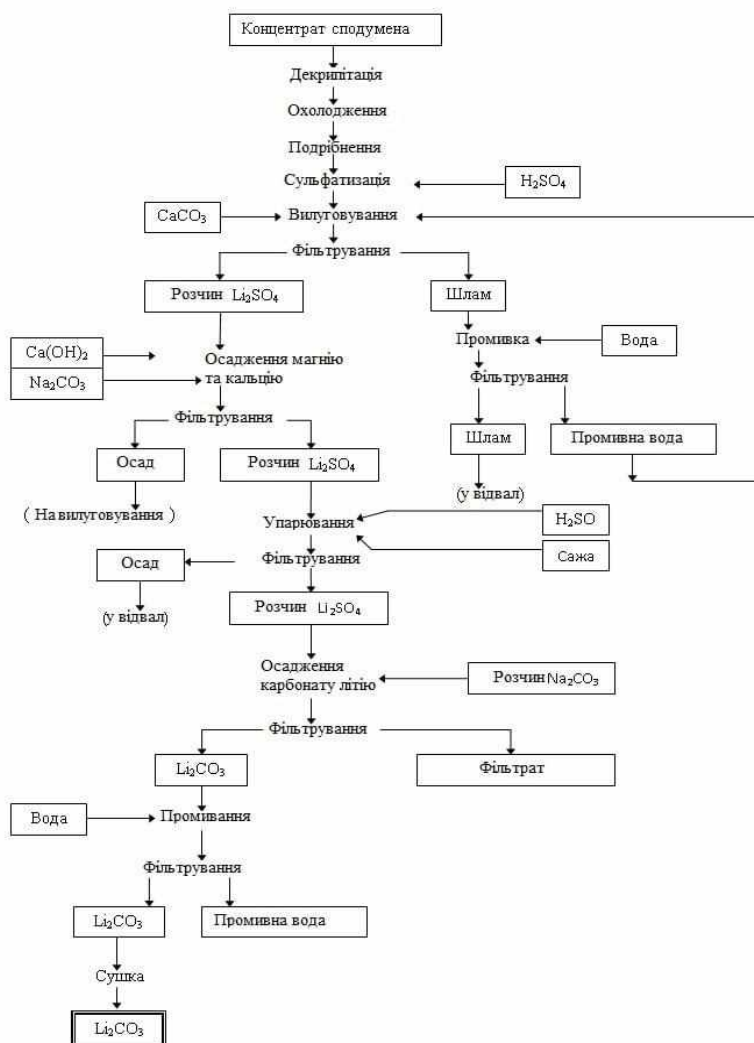 Концентрат сподумена
Декрипітація
Охолодження
Подрібнення
Сульфатизація
H₂SO₄
CaCO₃
Вилуговування
Фільтрування
Розчин Li₂SO₄
Шлам
Ca(OH)₂
Na₂CO₃
Осадження магнію
та кальцію
Промивка
Вода
Фільтрування
Фільтрування
Осад
Розчин Li₂SO₄
Шлам
Промивна вода
( На вилуговування )
(у відвал)
Упарювання
H₂SO
Сажа
Осад
Фільтрування
(у відвал)
Розчин Li₂SO₄
Осадження
карбонату літію
Розчин Na₂CO₃
Фільтрування
Li₂CO₃
Фільтрат
Вода
Промивання
Фільтрування
Li₂CO₃
Промивна вода
Сушка
Li₂CO₃